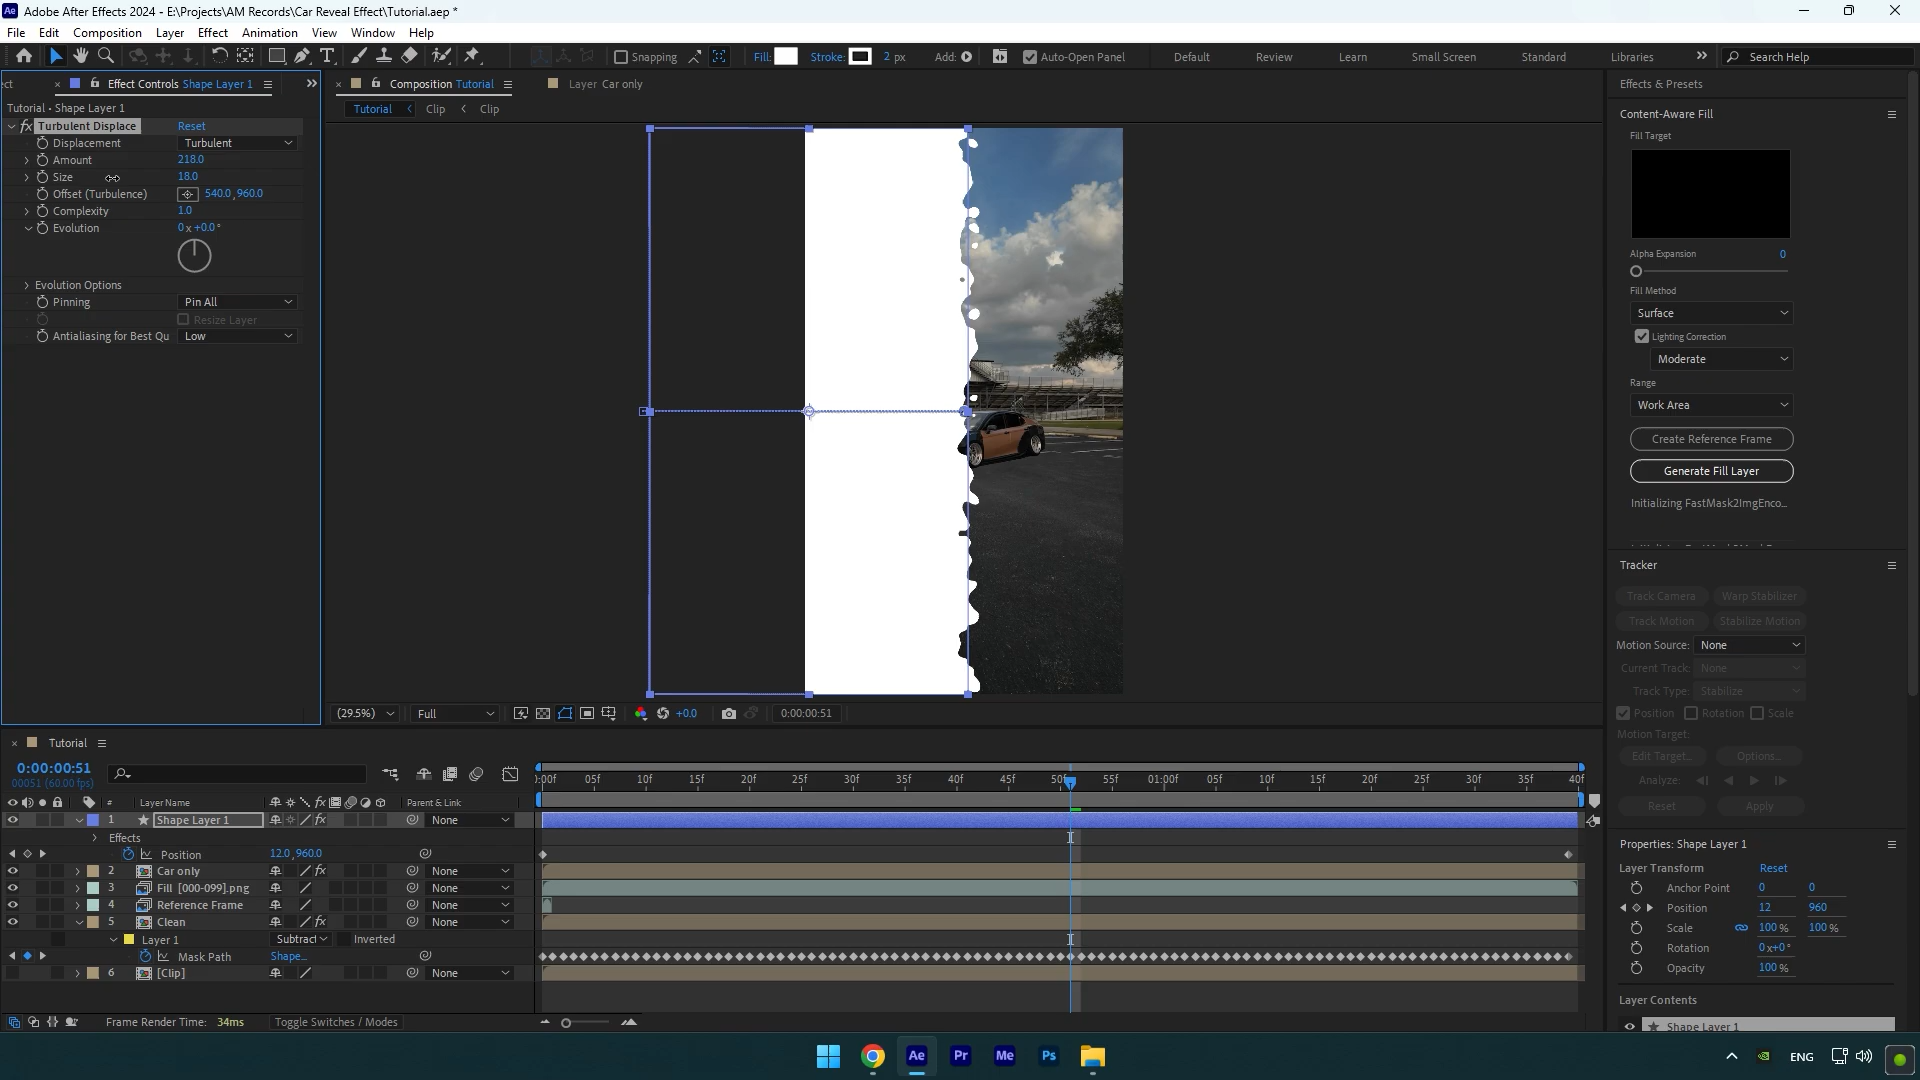 Adobe After Effects 2024 - E:\Projects\AM Records\Car Reveal Effect\Tutorial.aep *
File Edit Composition Layer Effect Animation View Window Help
Snapping Fill: Stroke: 2 px Add: Auto-Open Panel Default Review Learn Small Screen Standard Libraries Search Help
Effect Controls Shape Layer 1
Composition Tutorial
Layer Car only
Tutorial • Shape Layer 1
Tutorial Clip Clip
Turbulent Displace Reset
Displacement Turbulent
Amount 218.0
Size 18.0
Offset (Turbulence) 540.0, 960.0
Complexity 1.0
Evolution 0 x +0.0 °
Evolution Options
Pinning Pin All
Resize Layer
Antialiasing for Best Qu Low
(29.5%) Full +0.0 0:00:00:51
Effects & Presets
Content-Aware Fill
Fill Target
Alpha Expansion 0
Fill Method
Surface
Lighting Correction
Moderate
Range
Work Area
Create Reference Frame
Generate Fill Layer
Initializing FastMask2ImgEnco...
Tracker
Track Camera Warp Stabilizer
Track Motion Stabilize Motion
Motion Source: None
Current Track: None
Track Type: Stabilize
Position Rotation Scale
Motion Target:
Edit Target... Options...
Analyze:
Reset Apply
Properties: Shape Layer 1
Layer Transform Reset
Anchor Point 0 0
Position 12 960
Scale 100 % 100 %
Rotation 0x+0°
Opacity 100 %
Layer Contents
Shape Layer 1
Tutorial
0:00:00:51
00051 (60.00 fps)
0:00f 05f 10f 15f 20f 25f 30f 35f 40f 45f 50f 55f 01:00f 05f 10f 15f 20f 25f 30f 35f 40f
# Layer Name fx Parent & Link
1 Shape Layer 1 fx None
Effects
Position 12.0, 960.0
2 Car only fx None
3 Fill [000-099].png None
4 Reference Frame None
5 Clean fx None
Layer 1 Subtract Inverted
Mask Path Shape...
6 [Clip] None
Frame Render Time: 34ms Toggle Switches / Modes
Ae Pr Me Ps ENG